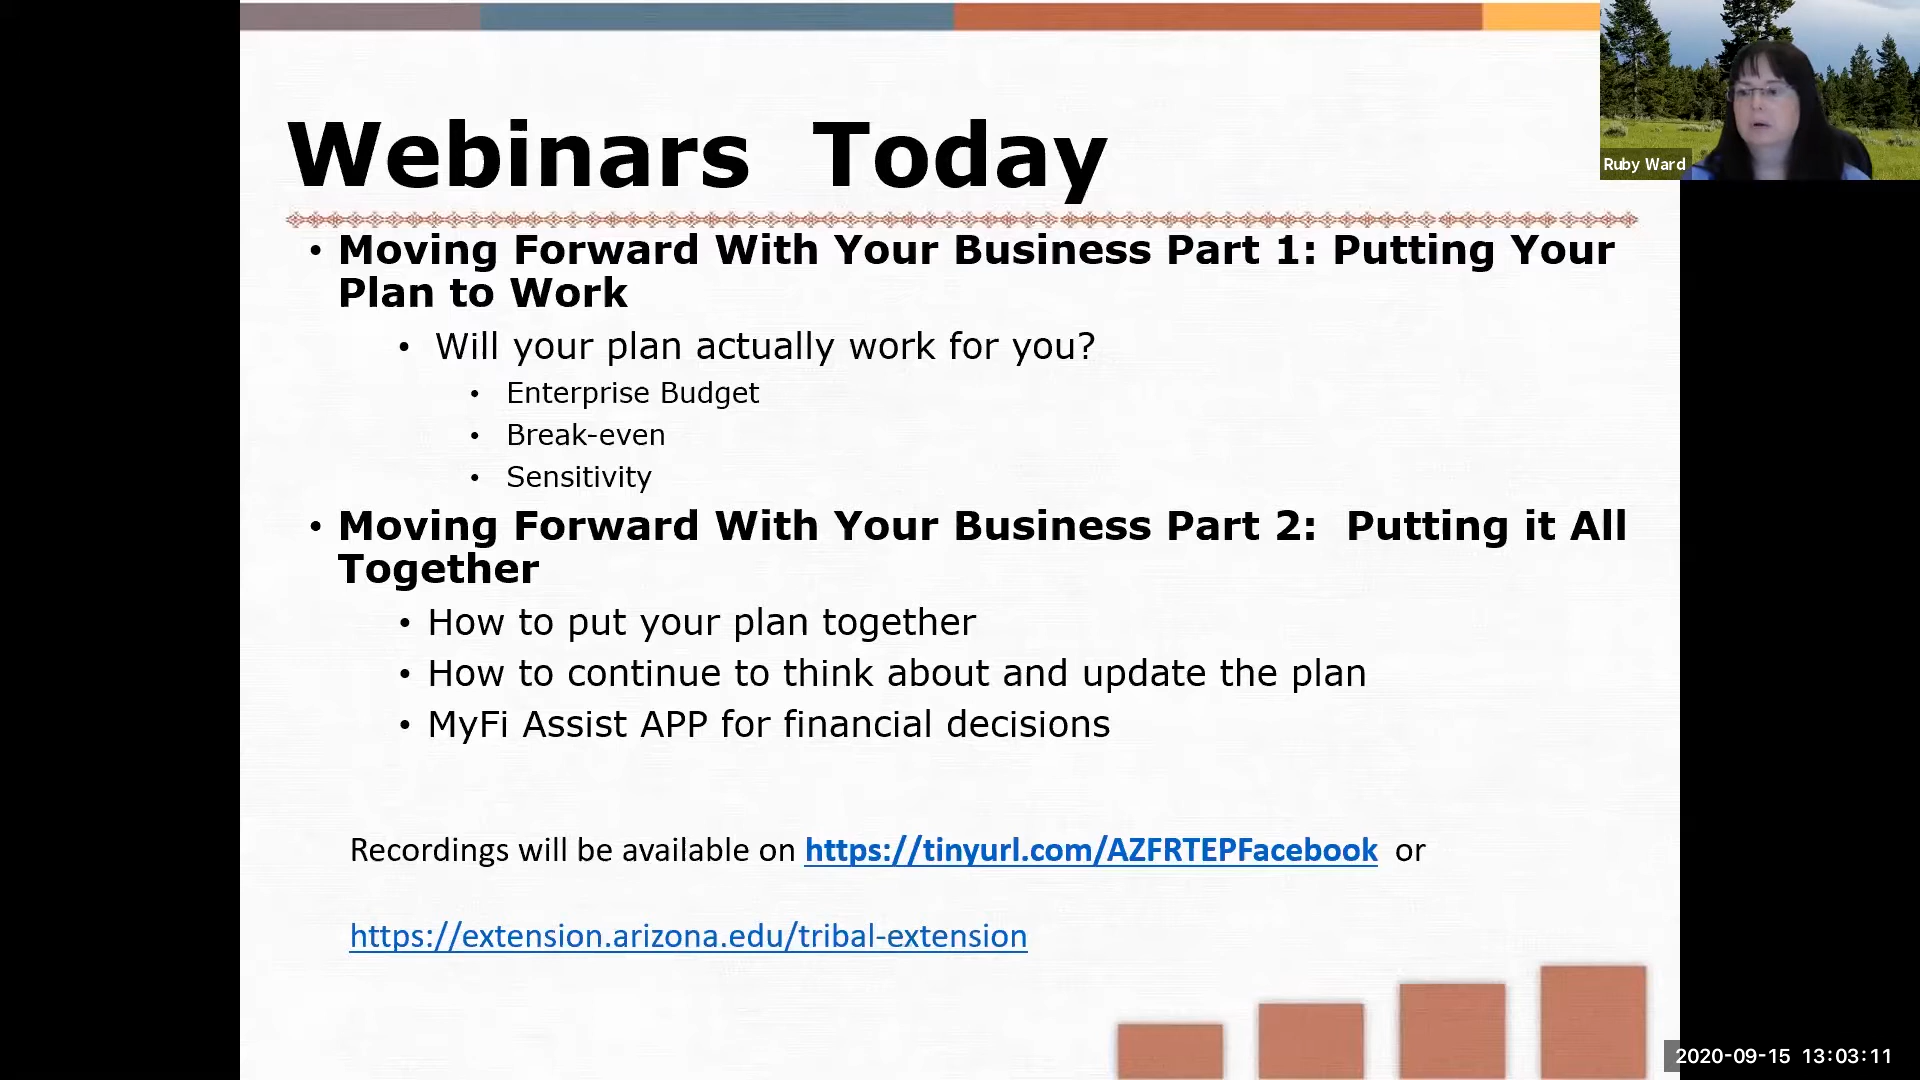 Webinars Today
Ruby Ward
• Moving Forward With Your Business Part 1: Putting Your
Plan to Work
• Will your plan actually work for you?
• Enterprise Budget
• Break-even
• Sensitivity
• Moving Forward With Your Business Part 2: Putting it All
Together
• How to put your plan together
• How to continue to think about and update the plan
• MyFi Assist APP for financial decisions
Recordings will be available on https://tinyurl.com/AZFRTEPFacebook or
https://extension.arizona.edu/tribal-extension
2020-09-15 13:03:11